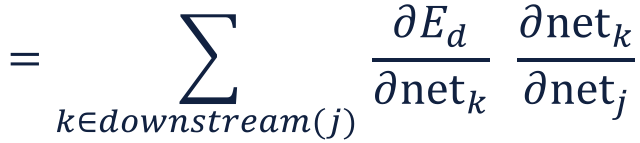 = ∑_{k∈downstream(j)} ∂E_d/∂net_k ∂net_k/∂net_j